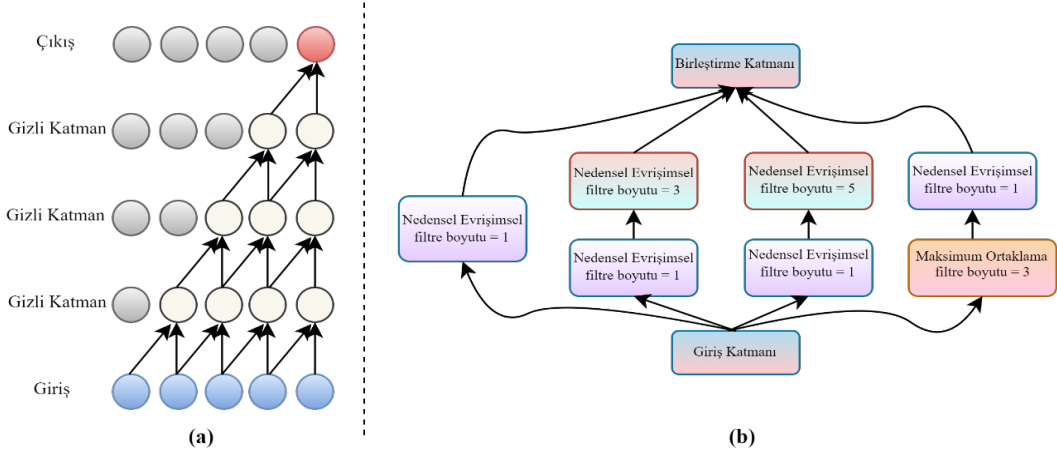 Çıkış
Gizli Katman
Gizli Katman
Gizli Katman
Giriş
(a)
Birleştirme Katmanı
Nedensel Evrişimsel
filtre boyutu = 3
Nedensel Evrişimsel
filtre boyutu = 5
Nedensel Evrişimsel
filtre boyutu = 1
Nedensel Evrişimsel
filtre boyutu = 1
Nedensel Evrişimsel
filtre boyutu = 1
Nedensel Evrişimsel
filtre boyutu = 1
Maksimum Ortaklama
filtre boyutu = 3
Giriş Katmanı
(b)